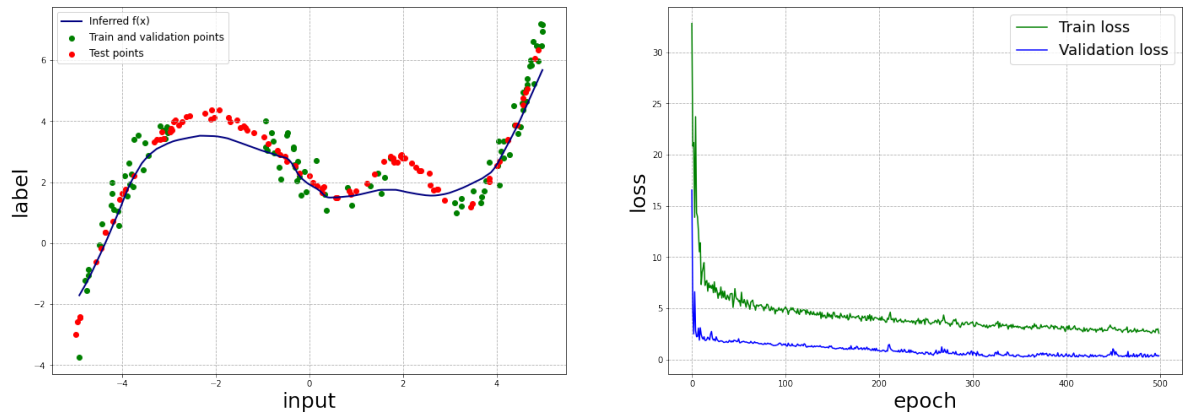 Inferred f(x)
Train and validation points
Test points
6
4
2
0
−2
−4
label
−4
−2
0
2
4
input
Train loss
Validation loss
30
25
20
15
10
5
0
loss
0
100
200
300
400
500
epoch